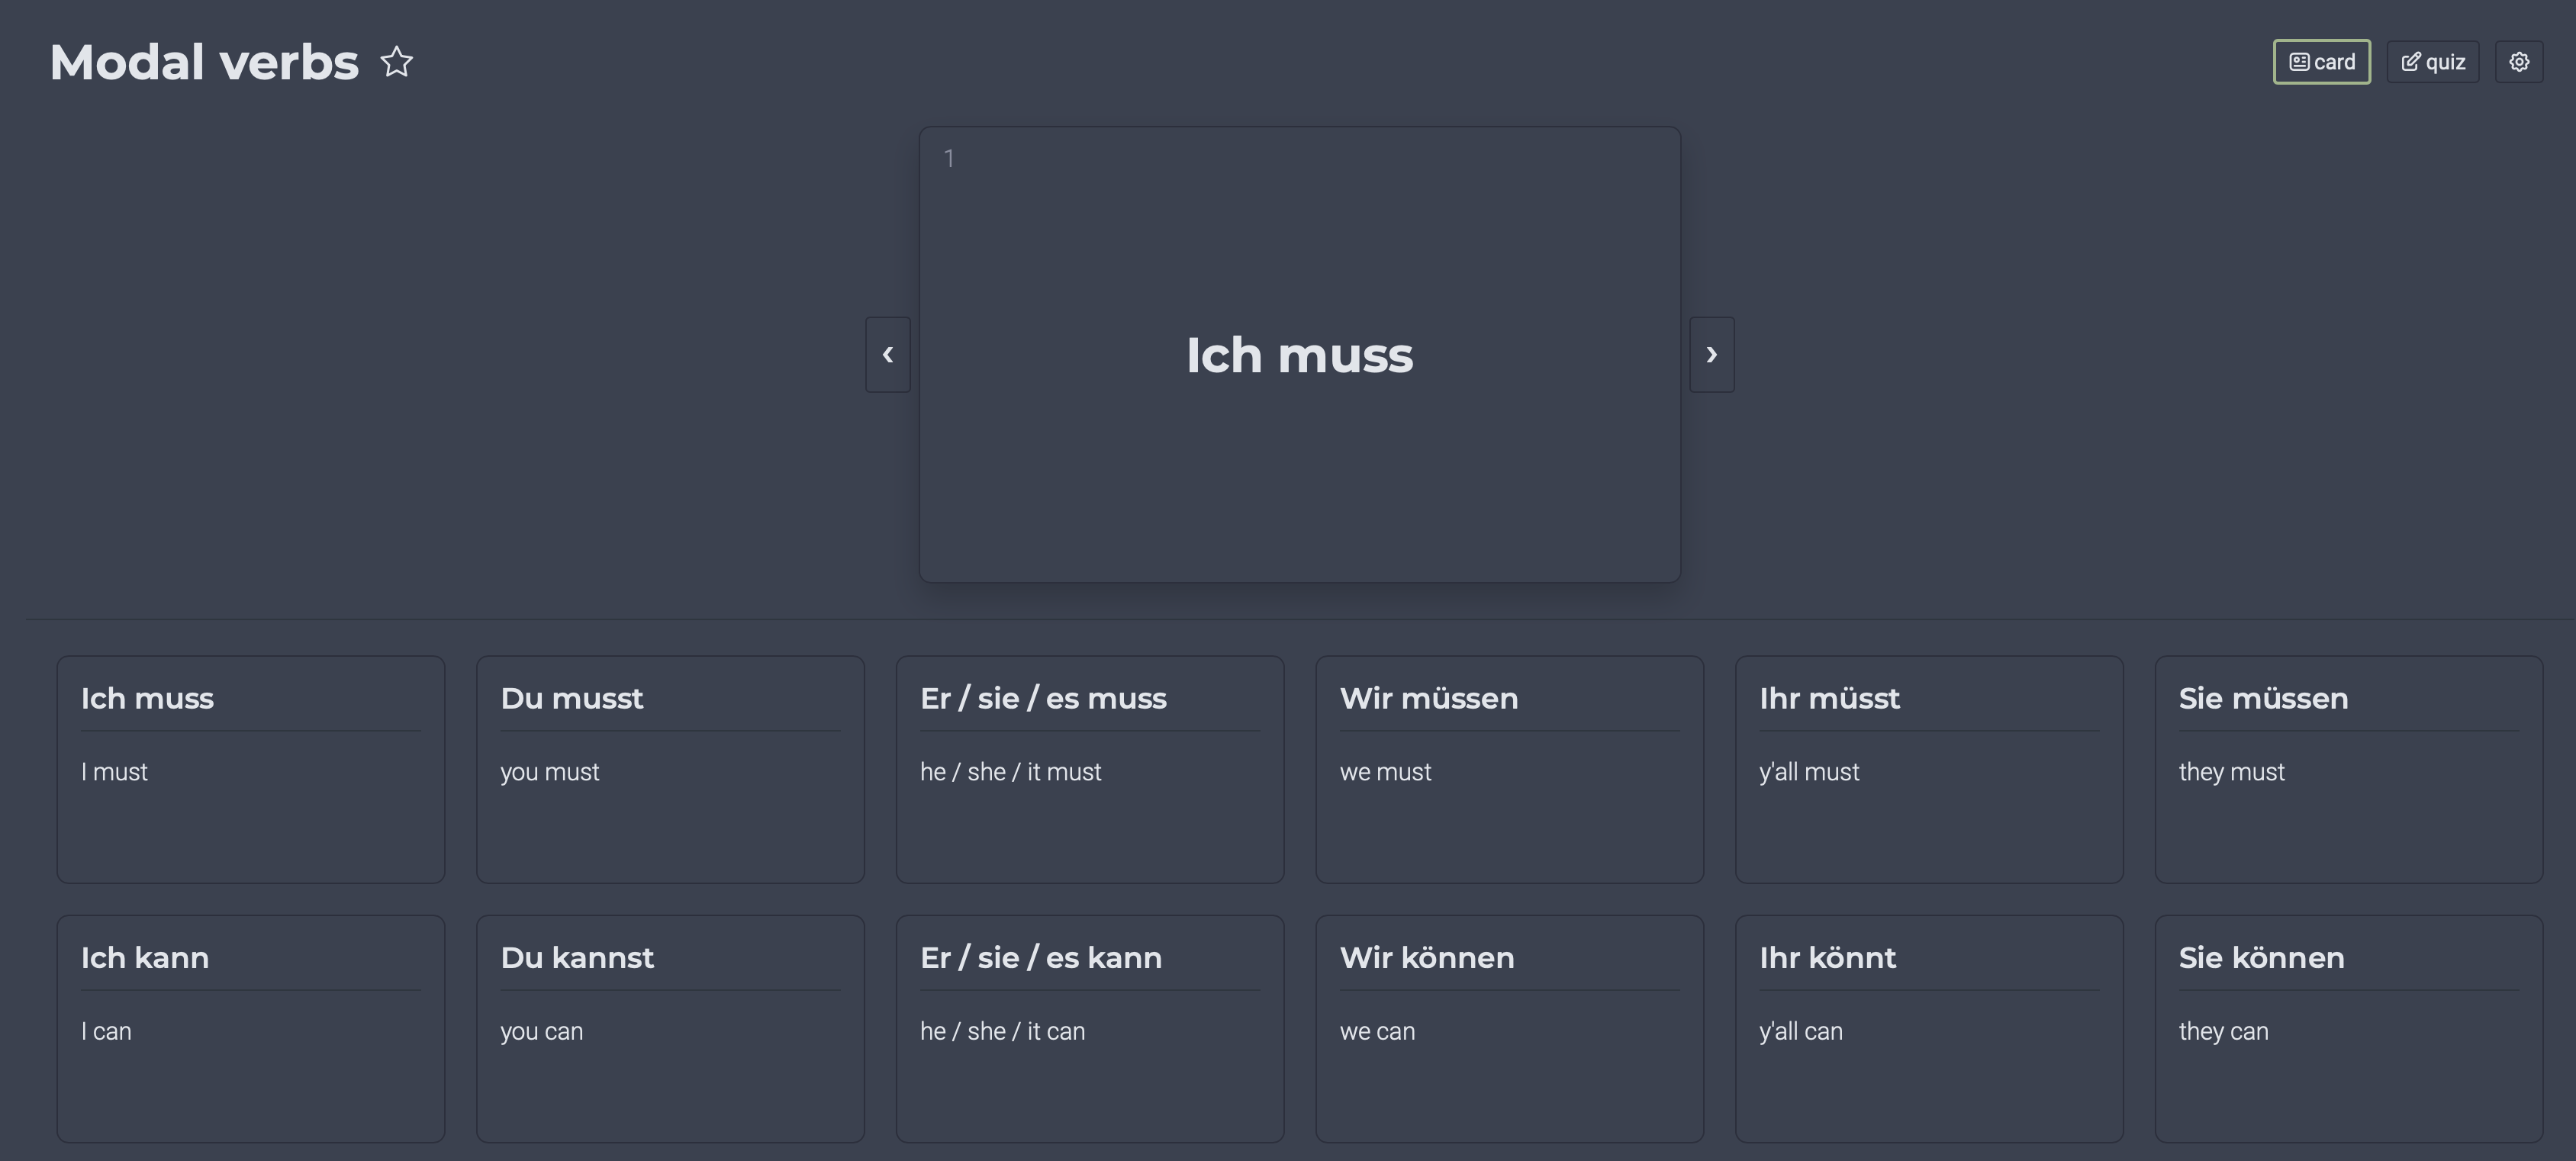 Modal verbs
card
quiz
1
‹
Ich muss
›
Ich muss
I must
Du musst
you must
Er / sie / es muss
he / she / it must
Wir müssen
we must
Ihr müsst
y'all must
Sie müssen
they must
Ich kann
I can
Du kannst
you can
Er / sie / es kann
he / she / it can
Wir können
we can
Ihr könnt
y'all can
Sie können
they can